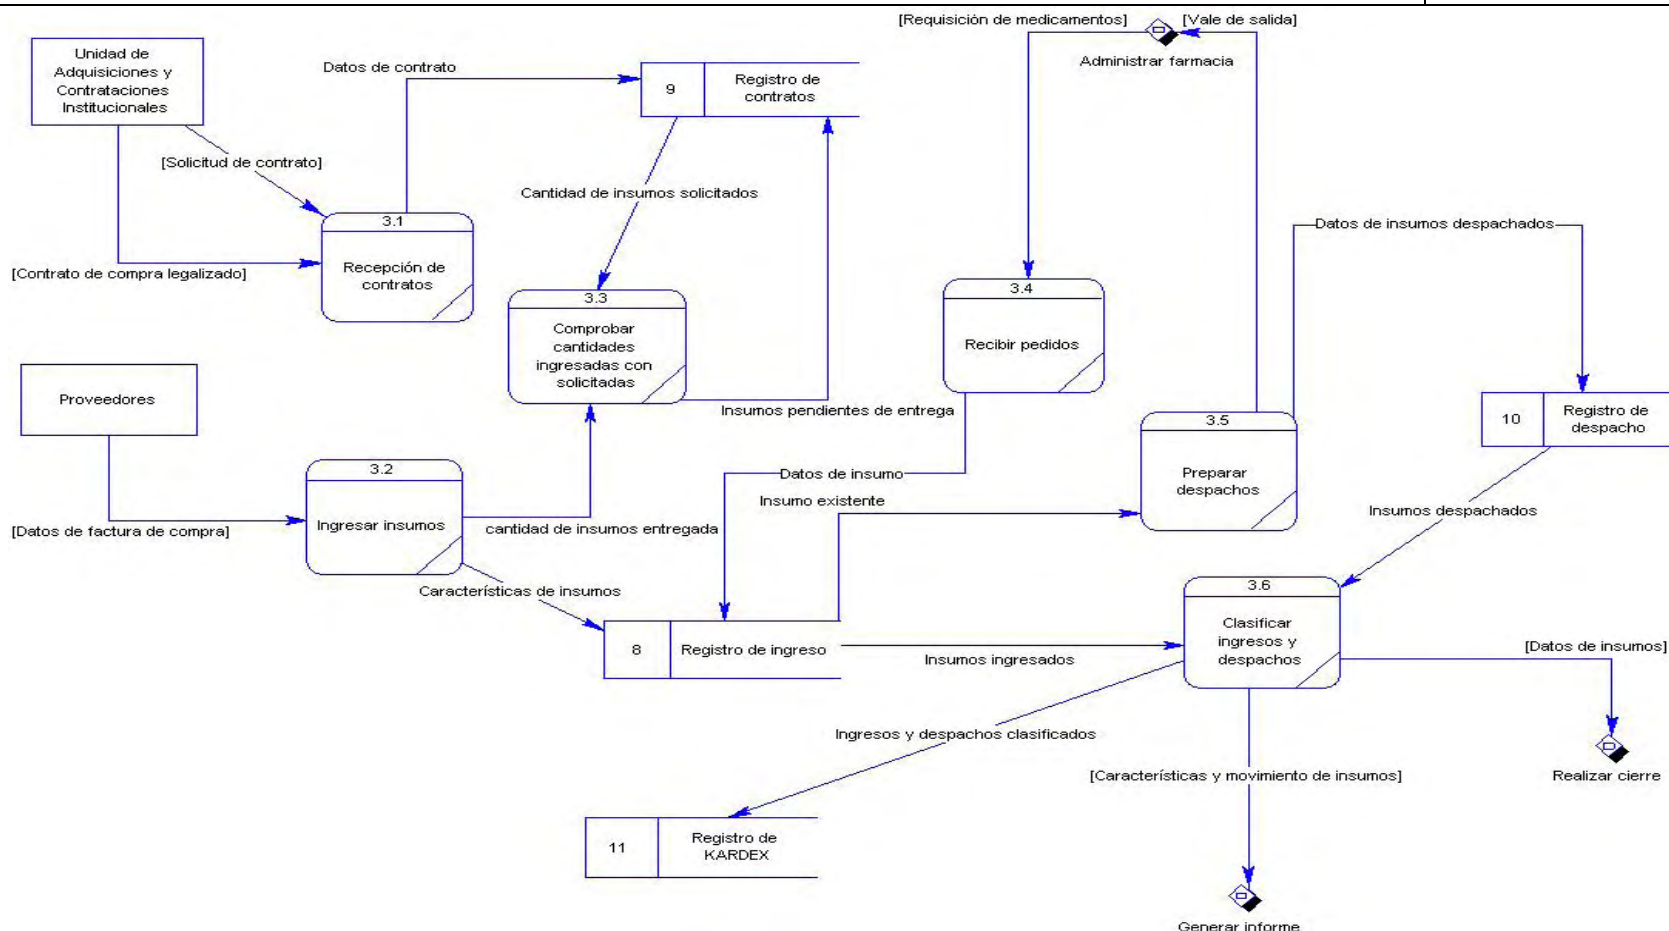 [Requisición de medicamentos]
[Vale de salida]
Administrar farmacia
Unidad de
Adquisiciones y
Contrataciones
Institucionales
Datos de contrato
9
Registro de
contratos
[Solicitud de contrato]
Cantidad de insumos solicitados
3.1
Recepción de
contratos
[Contrato de compra legalizado]
Datos de insumos despachados
3.3
Comprobar
cantidades
ingresadas con
solicitadas
3.4
Recibir pedidos
Proveedores
Insumos pendientes de entrega
3.5
Preparar
despachos
10
Registro de
despacho
3.2
Ingresar insumos
[Datos de factura de compra]
cantidad de insumos entregada
Datos de insumo
Insumo existente
Insumos despachados
Características de insumos
8
Registro de ingreso
Insumos ingresados
3.6
Clasificar
ingresos y
despachos
[Datos de insumos]
Ingresos y despachos clasificados
[Características y movimiento de insumos]
Realizar cierre
11
Registro de
KARDEX
Generar informe